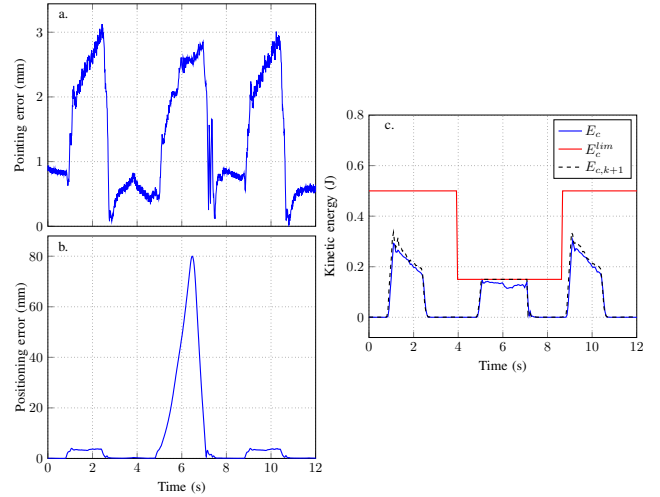 a.
3
2
1
0
Pointing error (mm)
b.
80
60
40
20
0
Positioning error (mm)
0 2 4 6 8 10 12
Time (s)
c.
E_c
E_c^{lim}
E_{c,k+1}
0.8
0.6
0.4
0.2
0
Kinetic energy (J)
0 2 4 6 8 10 12
Time (s)